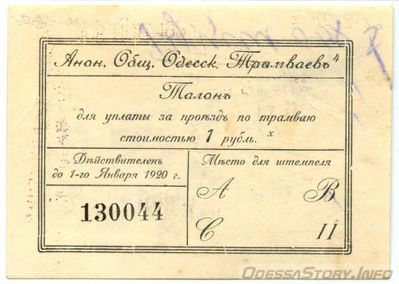 Анон. Общ. Одесск. Трамваевъ
Талонъ
для уплаты за проѣздъ по трамваю
стоимостью 1 рубль.
Дѣйствителенъ
до 1-го Января 1920 г.
Мѣсто для штемпеля
А В
130044
С 11
OdessaStory.Info